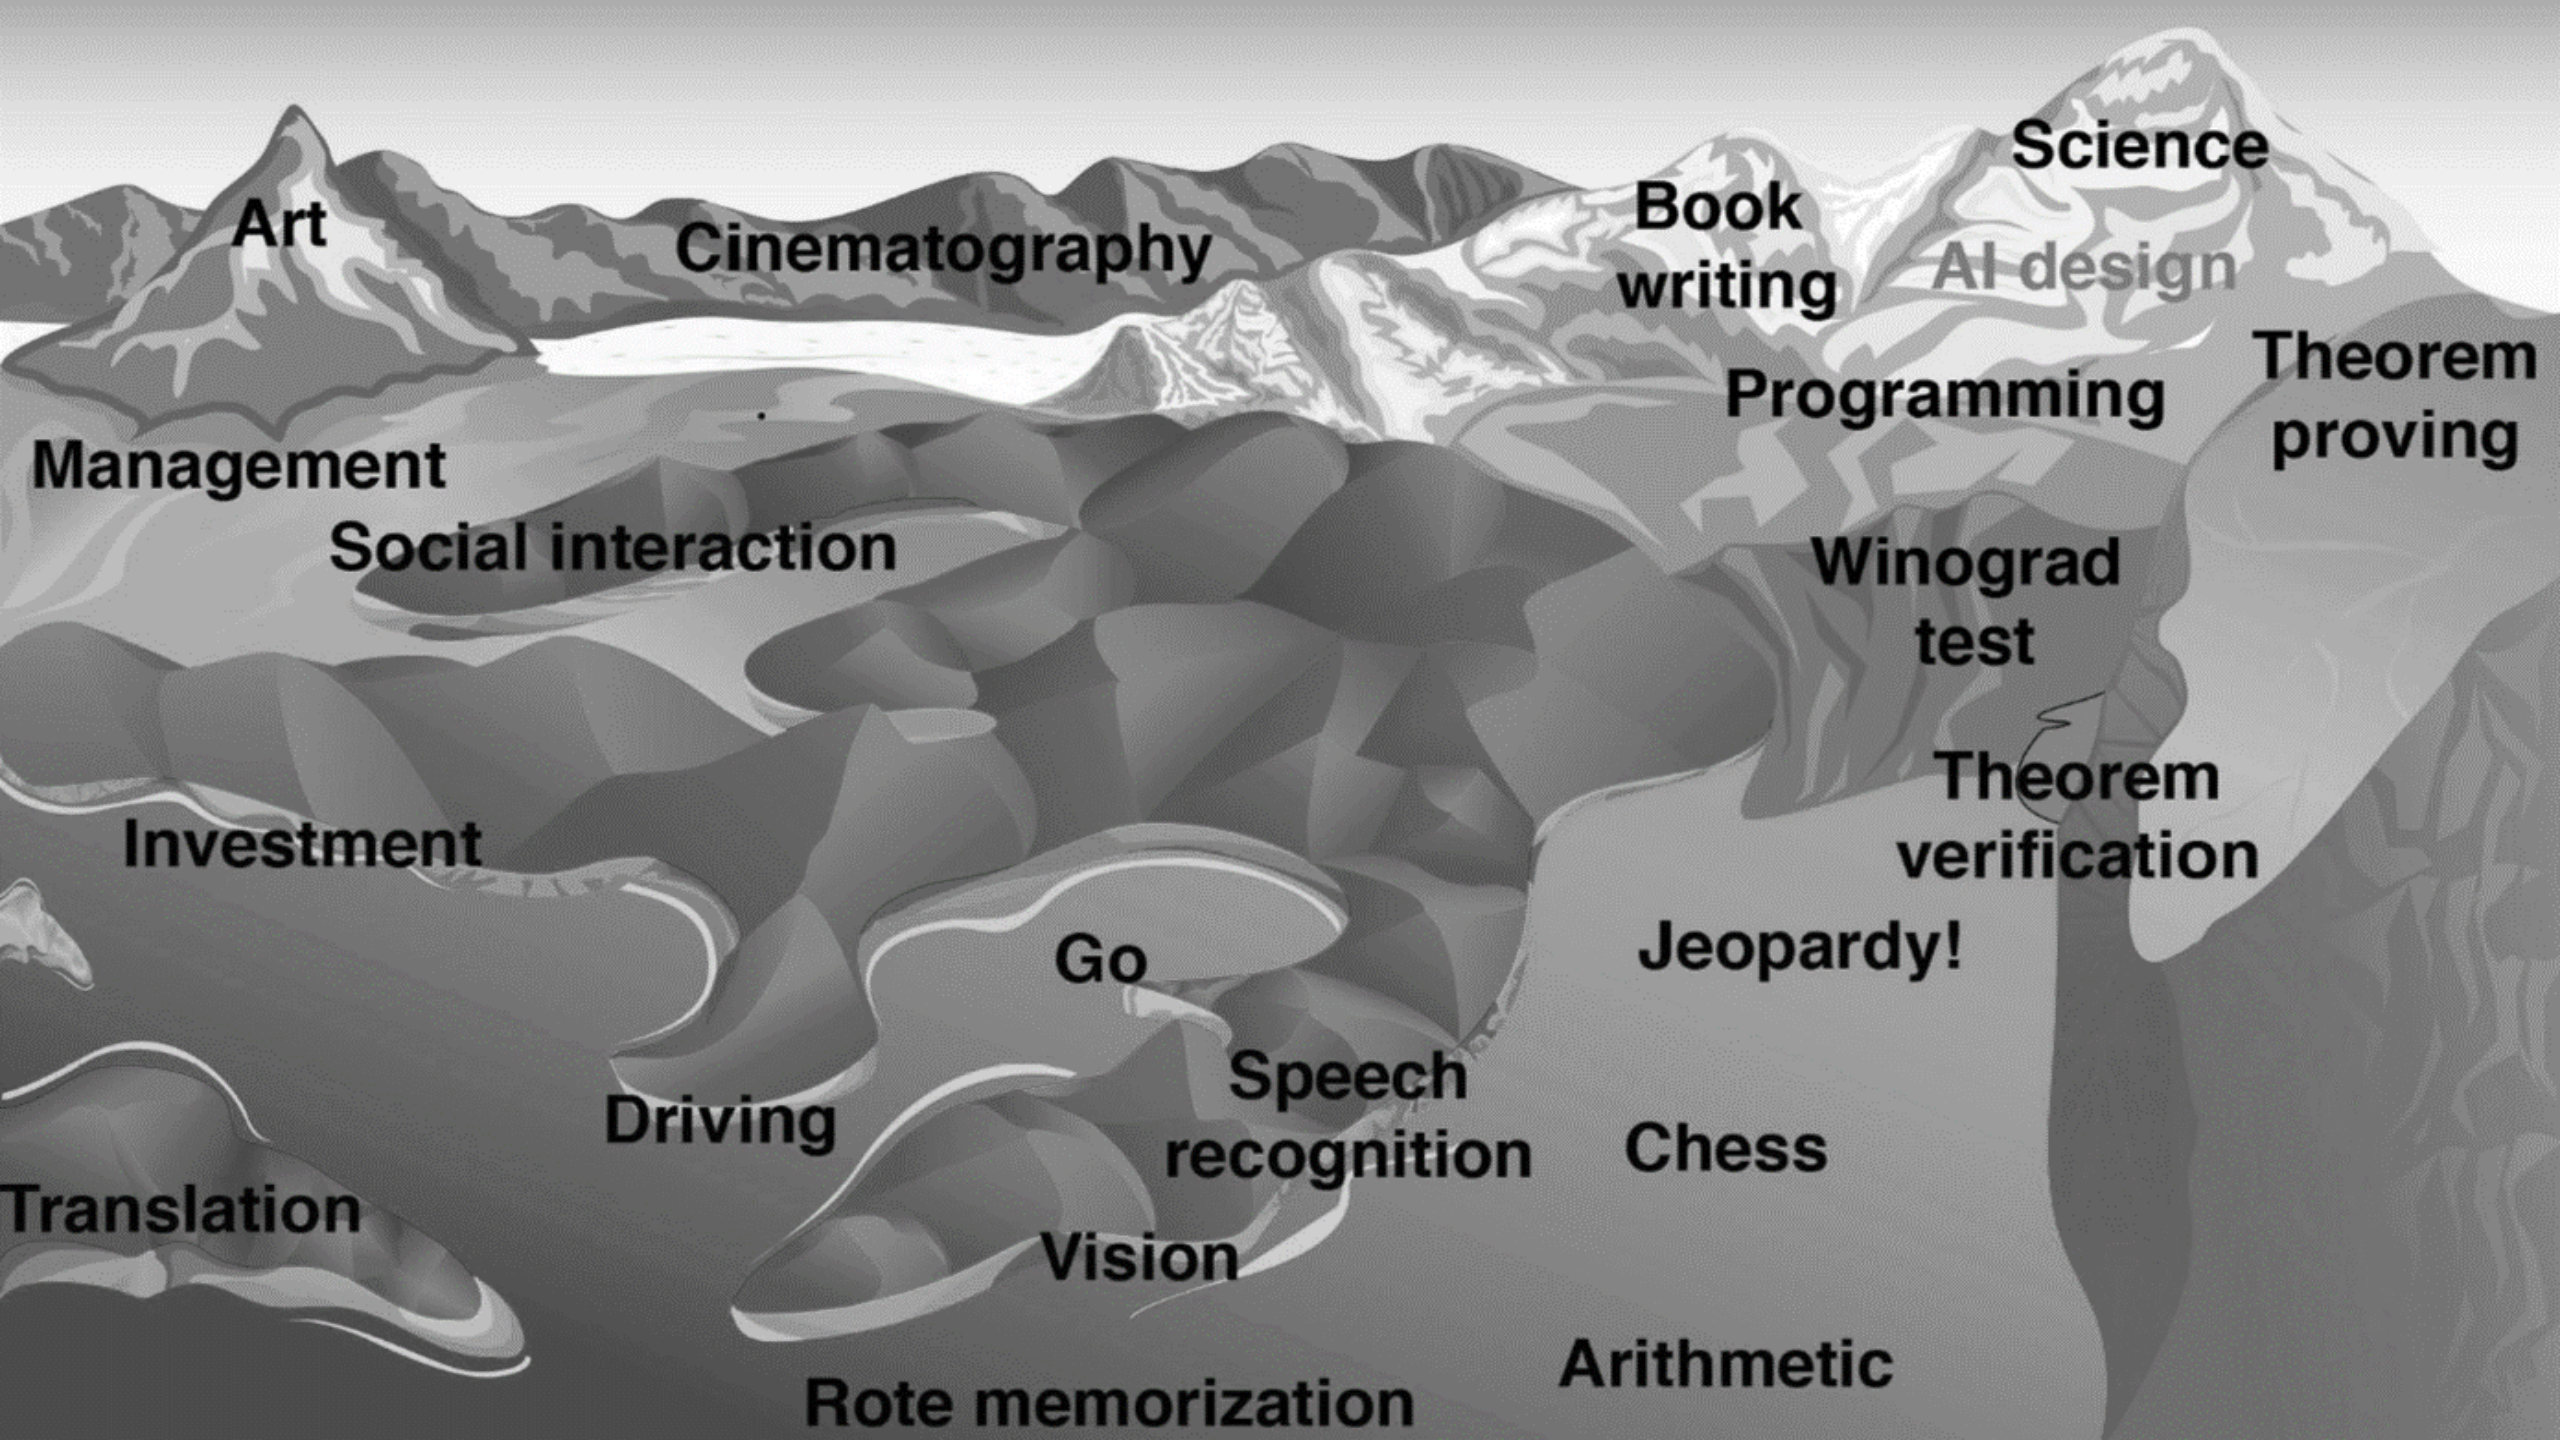 Science
Book
writing
Art
Cinematography
AI design
Theorem
proving
Programming
Management
Social interaction
Winograd
test
Theorem
verification
Investment
Jeopardy!
Go
Speech
recognition
Driving
Chess
Translation
Vision
Arithmetic
Rote memorization